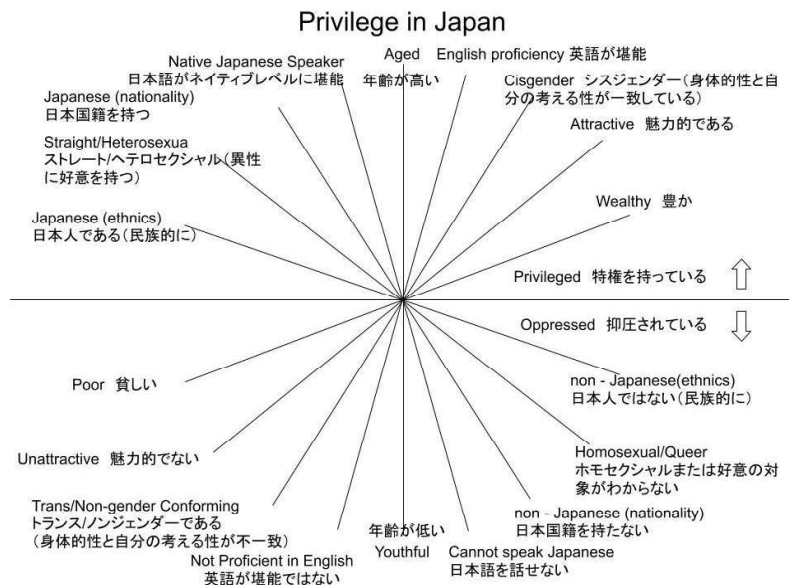 Privilege in Japan
Native Japanese Speaker
日本語がネイティブレベルに堪能
Aged
年齢が高い
English proficiency 英語が堪能
Japanese (nationality)
日本国籍を持つ
Cisgender シスジェンダー(身体的性と自
分の考える性が一致している)
Straight/Heterosexua
ストレート/ヘテロセクシャル(異性
に好意を持つ)
Attractive 魅力的である
Japanese (ethnics)
日本人である(民族的に)
Wealthy 豊か
Privileged 特権を持っている
Oppressed 抑圧されている
Poor 貧しい
non - Japanese(ethnics)
日本人ではない(民族的に)
Unattractive 魅力的でない
Homosexual/Queer
ホモセクシャルまたは好意の対
象がわからない
Trans/Non-gender Conforming
トランス/ノンジェンダーである
(身体的性と自分の考える性が不一致)
non - Japanese (nationality)
日本国籍を持たない
Not Proficient in English
英語が堪能ではない
年齢が低い
Youthful
Cannot speak Japanese
日本語を話せない